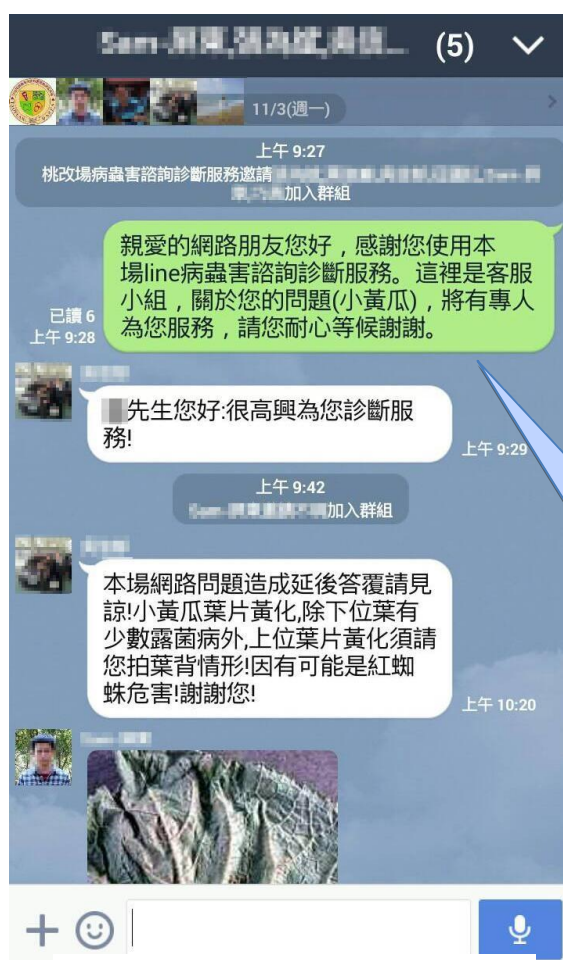 (5)
11/3(週一)
上午 9:27
桃改場病蟲害諮詢診斷服務邀請
加入群組
親愛的網路朋友您好，感謝您使用本
場line病蟲害諮詢診斷服務。這裡是客服
小組，關於您的問題(小黃瓜)，將有專人
為您服務，請您耐心等候謝謝。
已讀 6
上午 9:28
先生您好:很高興為您診斷服
務!
上午 9:29
上午 9:42
加入群組
本場網路問題造成延後答覆請見
諒!小黃瓜葉片黃化,除下位葉有
少數露菌病外,上位葉片黃化須請
您拍葉背情形!因有可能是紅蜘
蛛危害!謝謝您!
上午 10:20